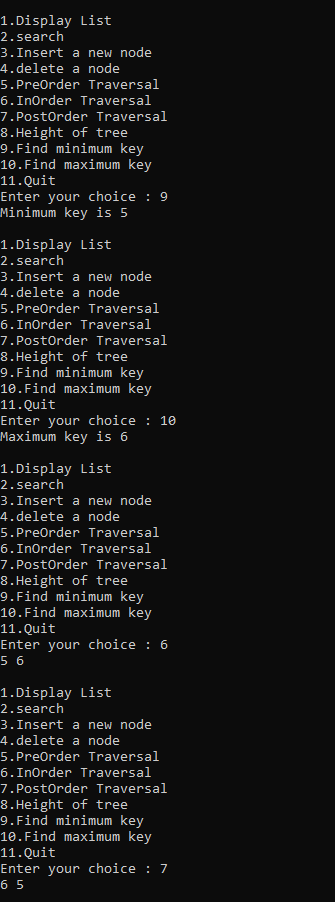 1.Display List
2.search
3.Insert a new node
4.delete a node
5.PreOrder Traversal
6.InOrder Traversal
7.PostOrder Traversal
8.Height of tree
9.Find minimum key
10.Find maximum key
11.Quit
Enter your choice : 9
Minimum key is 5
1.Display List
2.search
3.Insert a new node
4.delete a node
5.PreOrder Traversal
6.InOrder Traversal
7.PostOrder Traversal
8.Height of tree
9.Find minimum key
10.Find maximum key
11.Quit
Enter your choice : 10
Maximum key is 6
1.Display List
2.search
3.Insert a new node
4.delete a node
5.PreOrder Traversal
6.InOrder Traversal
7.PostOrder Traversal
8.Height of tree
9.Find minimum key
10.Find maximum key
11.Quit
Enter your choice : 6
5 6
1.Display List
2.search
3.Insert a new node
4.delete a node
5.PreOrder Traversal
6.InOrder Traversal
7.PostOrder Traversal
8.Height of tree
9.Find minimum key
10.Find maximum key
11.Quit
Enter your choice : 7
6 5